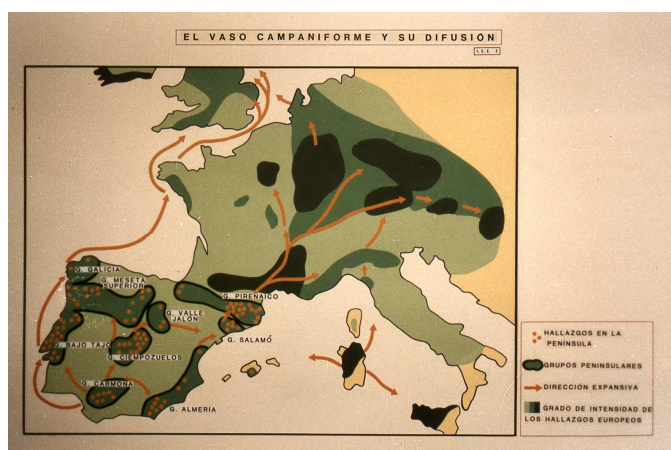 EL VASO CAMPANIFORME Y SU DIFUSIÓN
G. GALICIA
G. MESETA
SUPERIOR
G. PIRENAICO
G. VALLE
JALÓN
G. SALAMÓ
G. BAJO TAJO
G. CIEMPOZUELOS
G. CARMONA
G. ALMERÍA
HALLAZGOS EN LA
PENÍNSULA
GRUPOS PENINSULARES
DIRECCIÓN EXPANSIVA
GRADO DE INTENSIDAD DE
LOS HALLAZGOS EUROPEOS